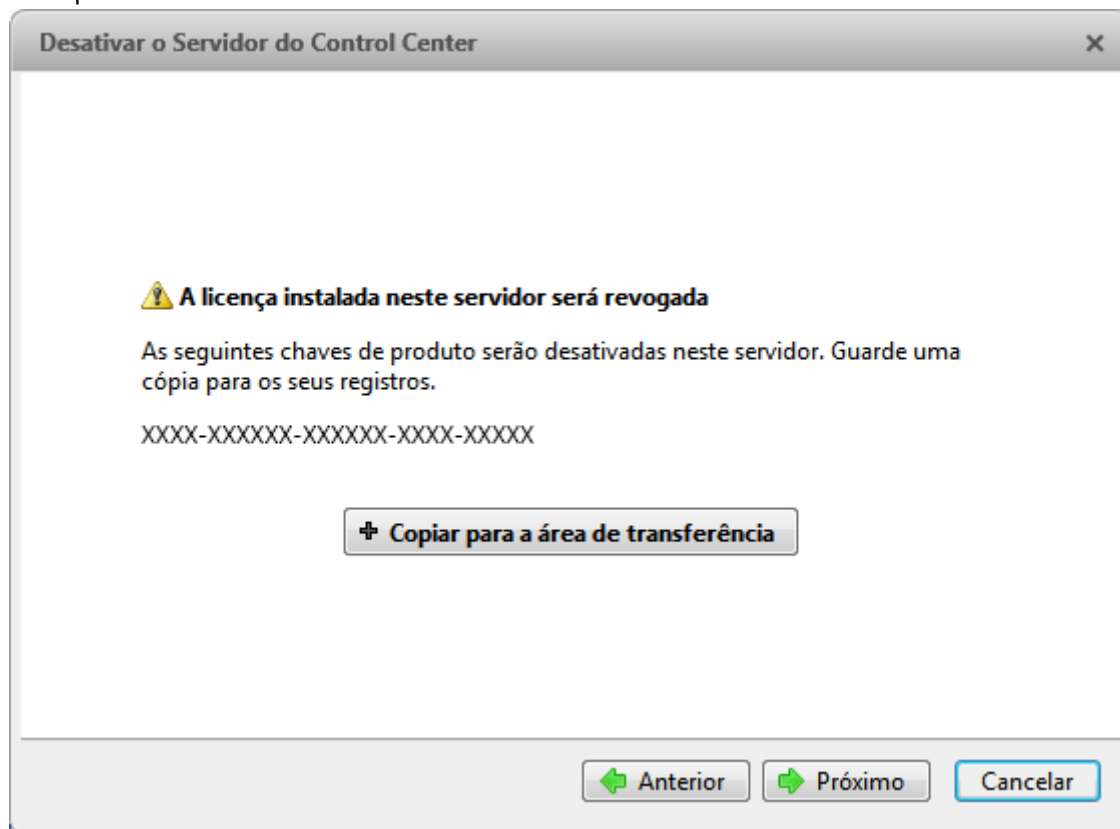 Desativar o Servidor do Control Center
A licença instalada neste servidor será revogada
As seguintes chaves de produto serão desativadas neste servidor. Guarde uma
cópia para os seus registros.
XXXX-XXXXXX-XXXXXX-XXXX-XXXXX
Copiar para a área de transferência
Anterior Próximo Cancelar